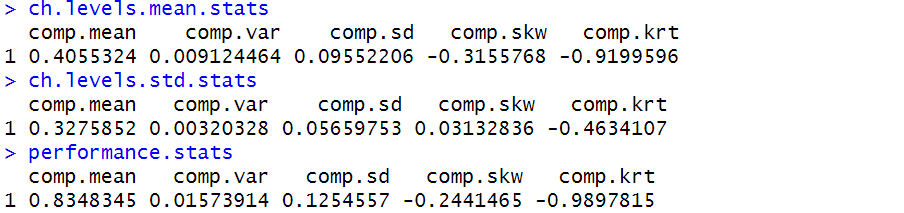 > ch.levels.mean.stats
comp.mean comp.var comp.sd comp.skw comp.krt
1 0.4055324 0.009124464 0.09552206 -0.3155768 -0.9199596
> ch.levels.std.stats
comp.mean comp.var comp.sd comp.skw comp.krt
1 0.3275852 0.00320328 0.05659753 0.03132836 -0.4634107
> performance.stats
comp.mean comp.var comp.sd comp.skw comp.krt
1 0.8348345 0.01573914 0.1254557 -0.2441465 -0.9897815